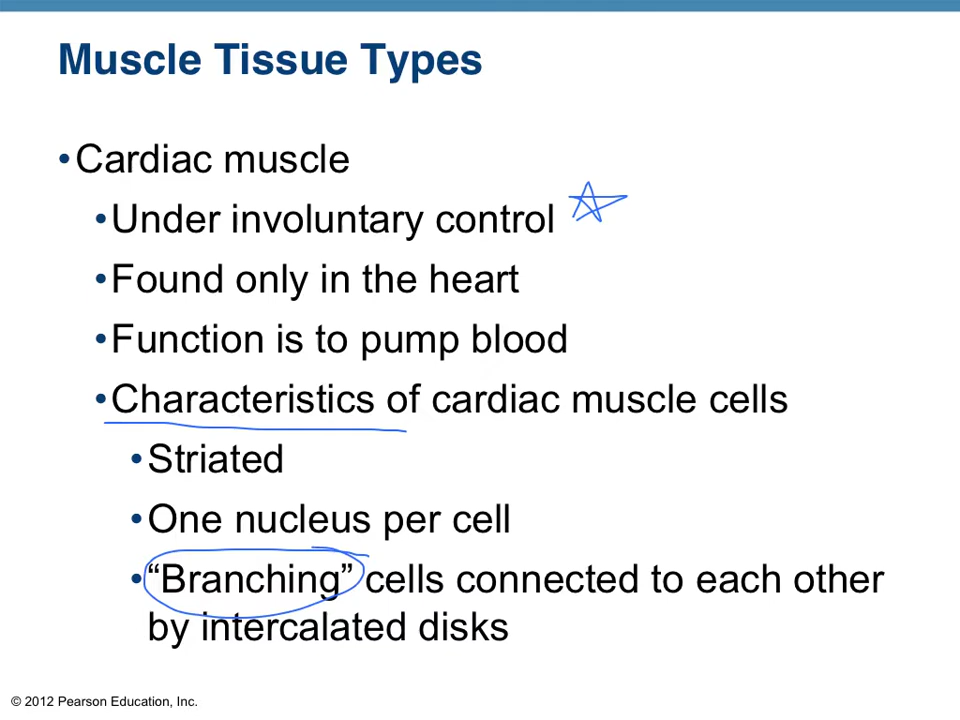 Muscle Tissue Types
•Cardiac muscle
•Under involuntary control
•Found only in the heart
•Function is to pump blood
•Characteristics of cardiac muscle cells
•Striated
•One nucleus per cell
•“Branching” cells connected to each other
by intercalated disks
© 2012 Pearson Education, Inc.